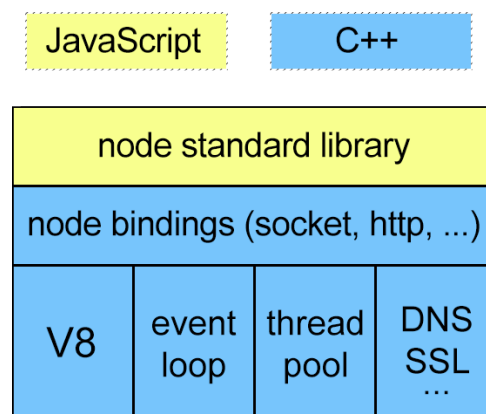 JavaScript
C++
node standard library
node bindings (socket, http, ...)
V8
event
loop
thread
pool
DNS
SSL
...